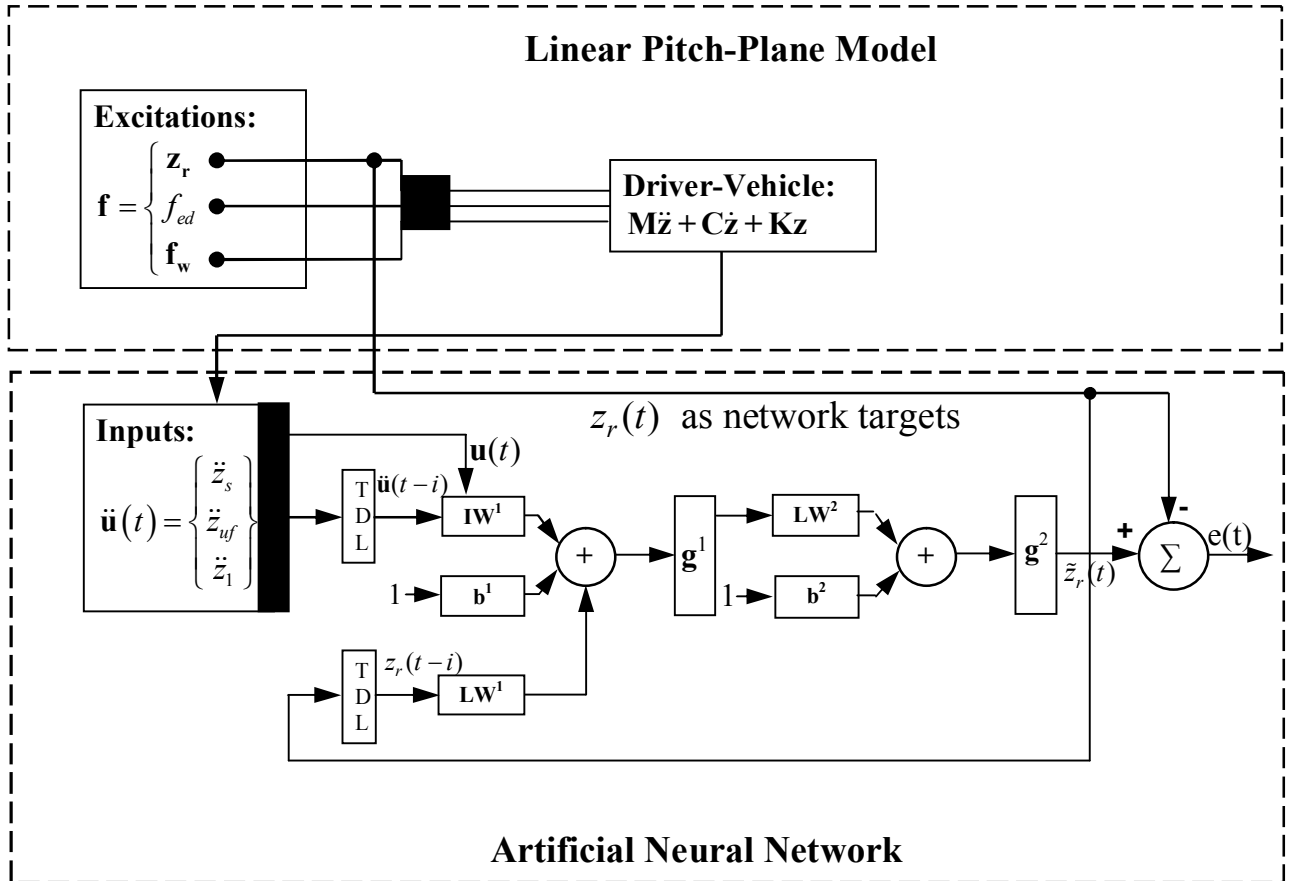 Linear Pitch-Plane Model
Excitations:
z_r
f = { f_ed
f_w
Driver-Vehicle:
Mz̈ + Cż + Kz
z_r(t) as network targets
Inputs:
u(t)
ü(t) = { z̈_s
z̈_uf
z̈_1 }
T
D
L
ü(t − i)
IW¹
+
1
b¹
g¹
LW²
+
1
b²
g²
+
-
z̃_r(t)
Σ
e(t)
T
D
L
z_r(t − i)
LW¹
Artificial Neural Network